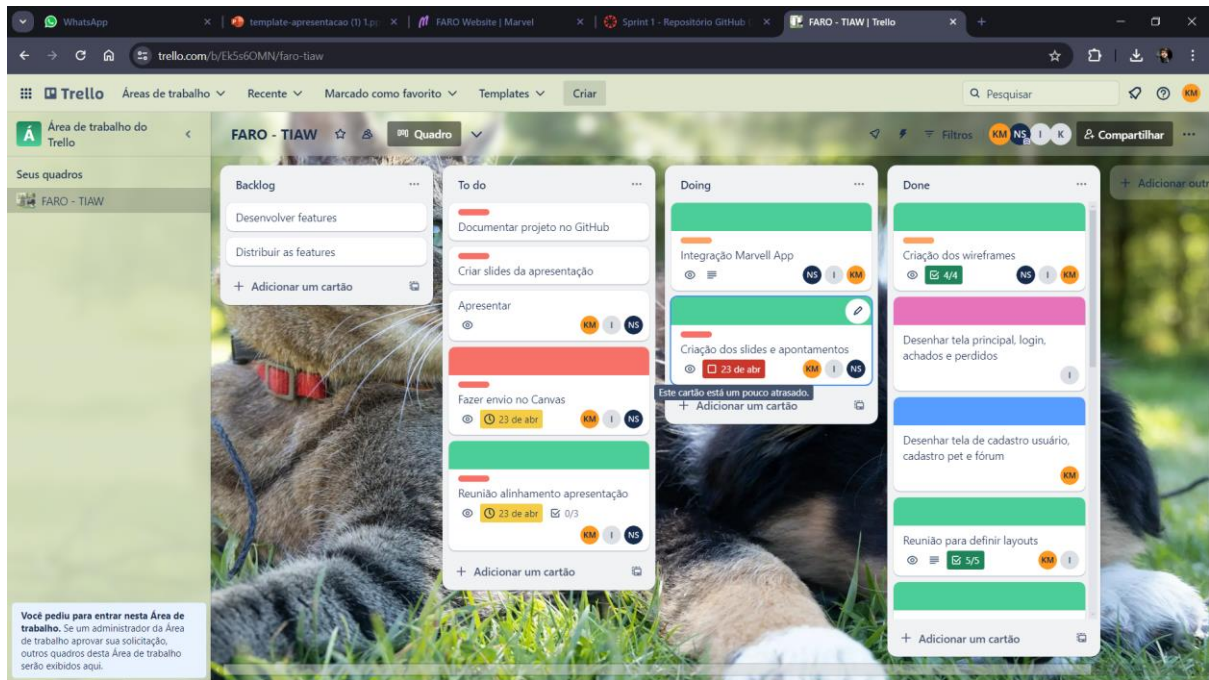 WhatsApp
template-apresentacao (1) 1.pp
FARO Website | Marvel
Sprint 1 - Repositório GitHub (
FARO - TIAW | Trello
trello.com/b/Ek5s6OMN/faro-tiaw
Trello
Áreas de trabalho
Recente
Marcado como favorito
Templates
Criar
Pesquisar
KM
Á
Área de trabalho do
Trello
FARO - TIAW
Quadro
Filtros
KM NS I K
Compartilhar
Seus quadros
FARO - TIAW
Backlog
Desenvolver features
Distribuir as features
+ Adicionar um cartão
To do
Documentar projeto no GitHub
Criar slides da apresentação
Apresentar
KM I NS
Fazer envio no Canvas
23 de abr
KM I NS
Reunião alinhamento apresentação
23 de abr
0/3
KM I NS
+ Adicionar um cartão
Doing
Integração Marvell App
NS I KM
Criação dos slides e apontamentos
23 de abr
KM I NS
Este cartão está um pouco atrasado.
+ Adicionar um cartão
Done
Criação dos wireframes
4/4
NS I KM
Desenhar tela principal, login,
achados e perdidos
I
Desenhar tela de cadastro usuário,
cadastro pet e fórum
KM
Reunião para definir layouts
5/5
KM I
+ Adicionar um cartão
+ Adicionar outr
Você pediu para entrar nesta Área de
trabalho. Se um administrador da Área
de trabalho aprovar sua solicitação,
outros quadros desta Área de trabalho
serão exibidos aqui.